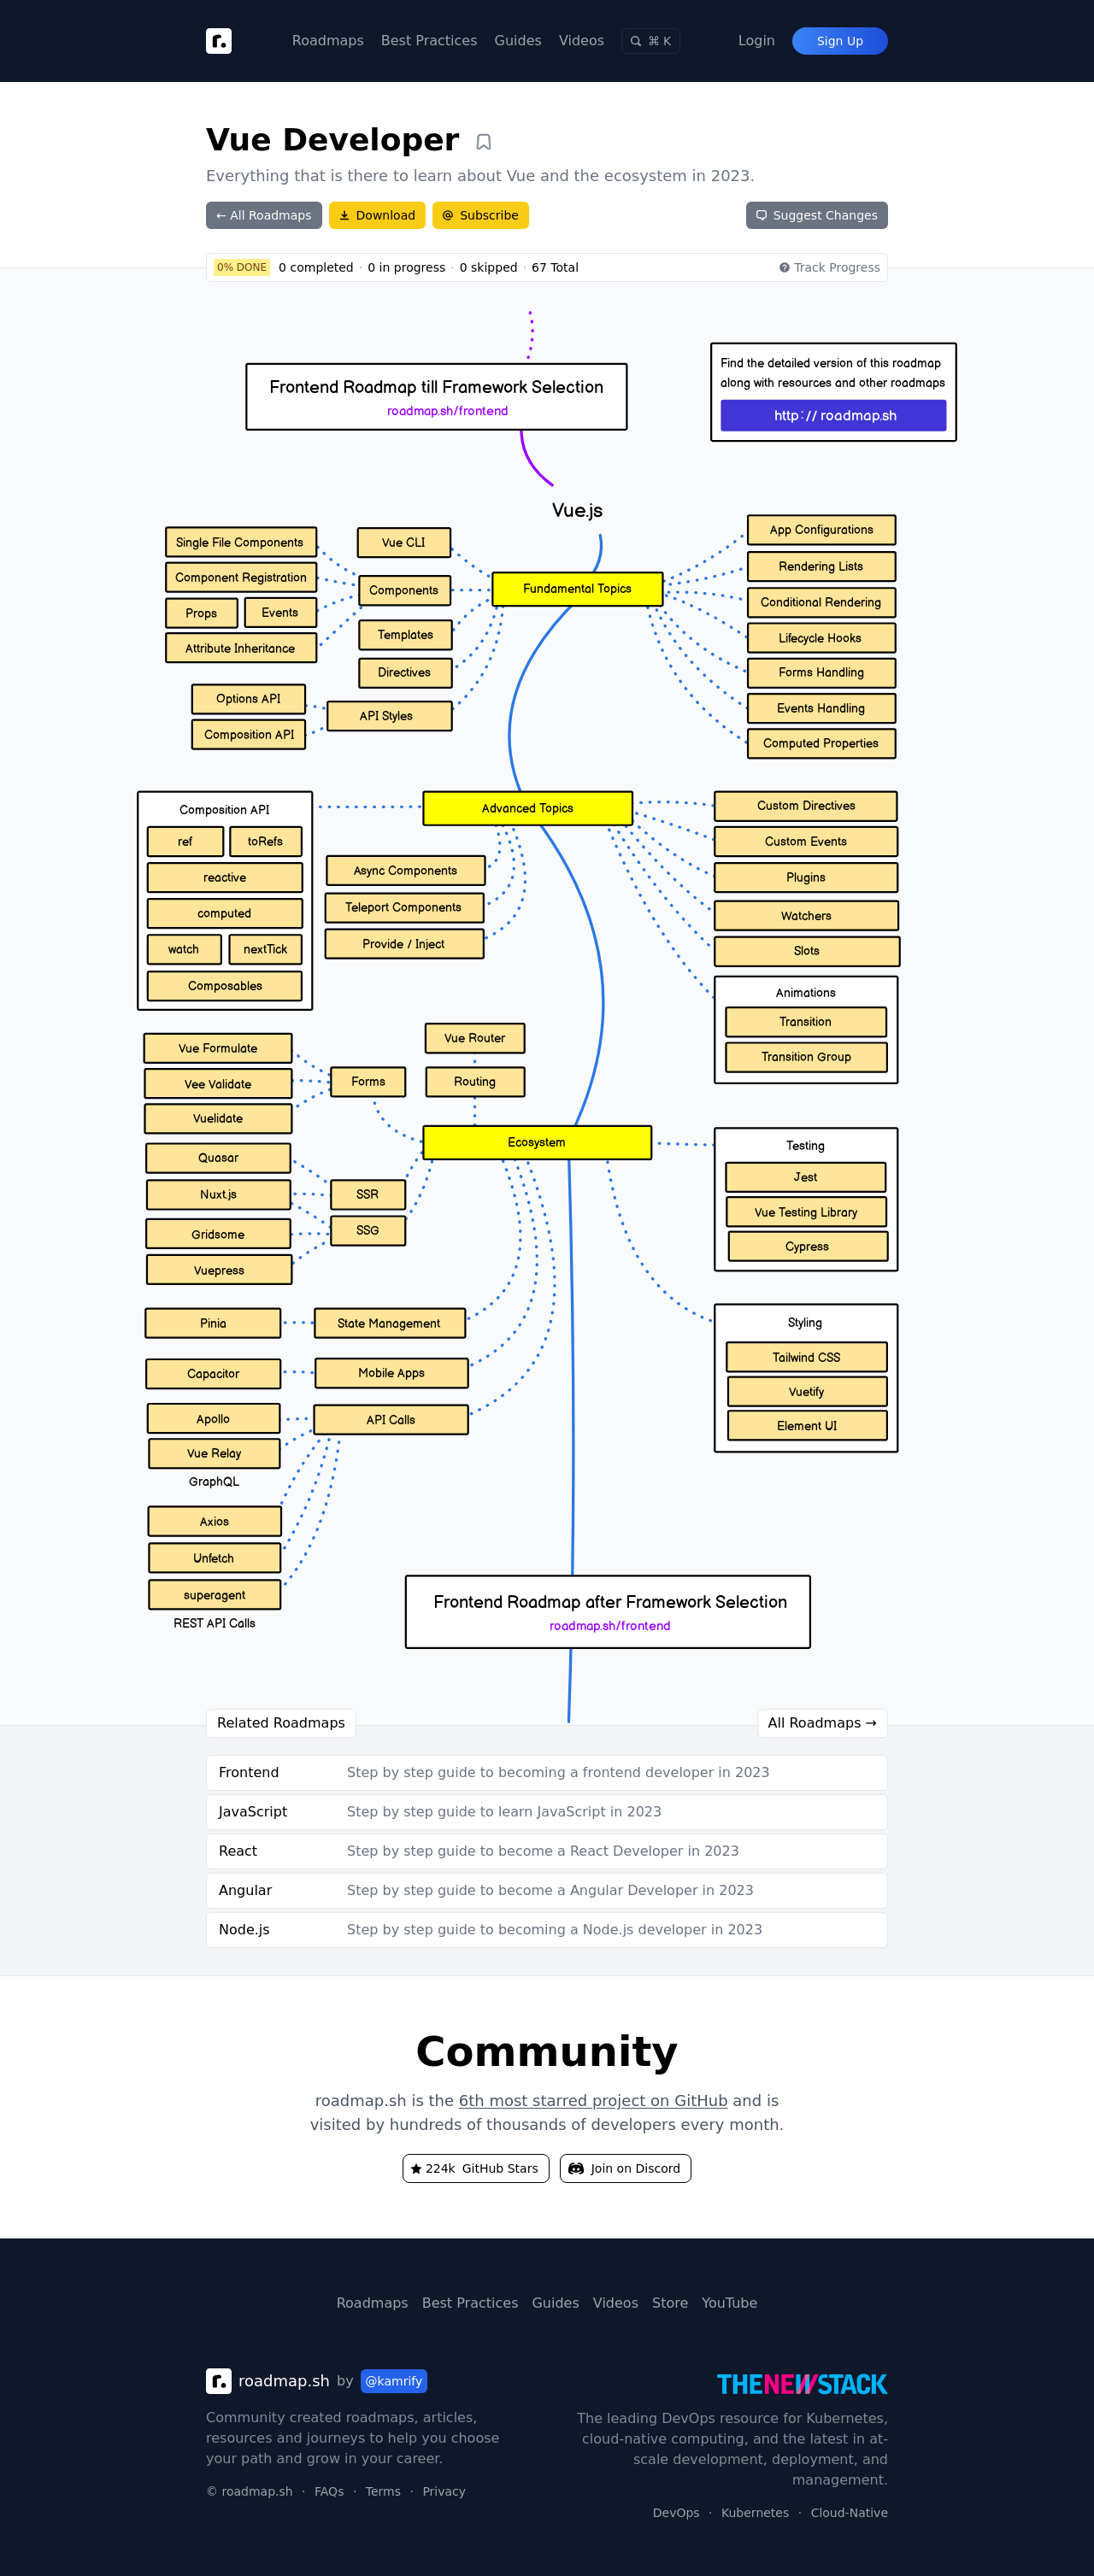 Roadmaps Best Practices Guides Videos ⌘ K Login Sign Up
Vue Developer
Everything that is there to learn about Vue and the ecosystem in 2023.
← All Roadmaps Download Subscribe Suggest Changes
0% DONE 0 completed · 0 in progress · 0 skipped · 67 Total Track Progress
Frontend Roadmap till Framework Selection
roadmap.sh/frontend
Find the detailed version of this roadmap
along with resources and other roadmaps
http://roadmap.sh
Vue.js
Single File Components
Component Registration
Props Events
Attribute Inheritance
Options API
Composition API
Vue CLI
Components
Templates
Directives
API Styles
Fundamental Topics
App Configurations
Rendering Lists
Conditional Rendering
Lifecycle Hooks
Forms Handling
Events Handling
Computed Properties
Composition API
ref toRefs
reactive
computed
watch nextTick
Composables
Advanced Topics
Async Components
Teleport Components
Provide / Inject
Custom Directives
Custom Events
Plugins
Watchers
Slots
Animations
Transition
Transition Group
Vue Formulate
Vee Validate
Vuelidate
Forms
Vue Router
Routing
Ecosystem
Quasar
Nuxt.js
Gridsome
Vuepress
SSR
SSG
Testing
Jest
Vue Testing Library
Cypress
Pinia
State Management
Capacitor
Mobile Apps
Apollo
Vue Relay
GraphQL
API Calls
Styling
Tailwind CSS
Vuetify
Element UI
Axios
Unfetch
superagent
REST API Calls
Frontend Roadmap after Framework Selection
roadmap.sh/frontend
Related Roadmaps All Roadmaps →
Frontend Step by step guide to becoming a frontend developer in 2023
JavaScript Step by step guide to learn JavaScript in 2023
React Step by step guide to become a React Developer in 2023
Angular Step by step guide to become a Angular Developer in 2023
Node.js Step by step guide to becoming a Node.js developer in 2023
Community
roadmap.sh is the 6th most starred project on GitHub and is
visited by hundreds of thousands of developers every month.
224k GitHub Stars Join on Discord
Roadmaps Best Practices Guides Videos Store YouTube
roadmap.sh by @kamrify
Community created roadmaps, articles,
resources and journeys to help you choose
your path and grow in your career.
© roadmap.sh · FAQs · Terms · Privacy
THENEWSTACK
The leading DevOps resource for Kubernetes,
cloud-native computing, and the latest in at-
scale development, deployment, and
management.
DevOps · Kubernetes · Cloud-Native